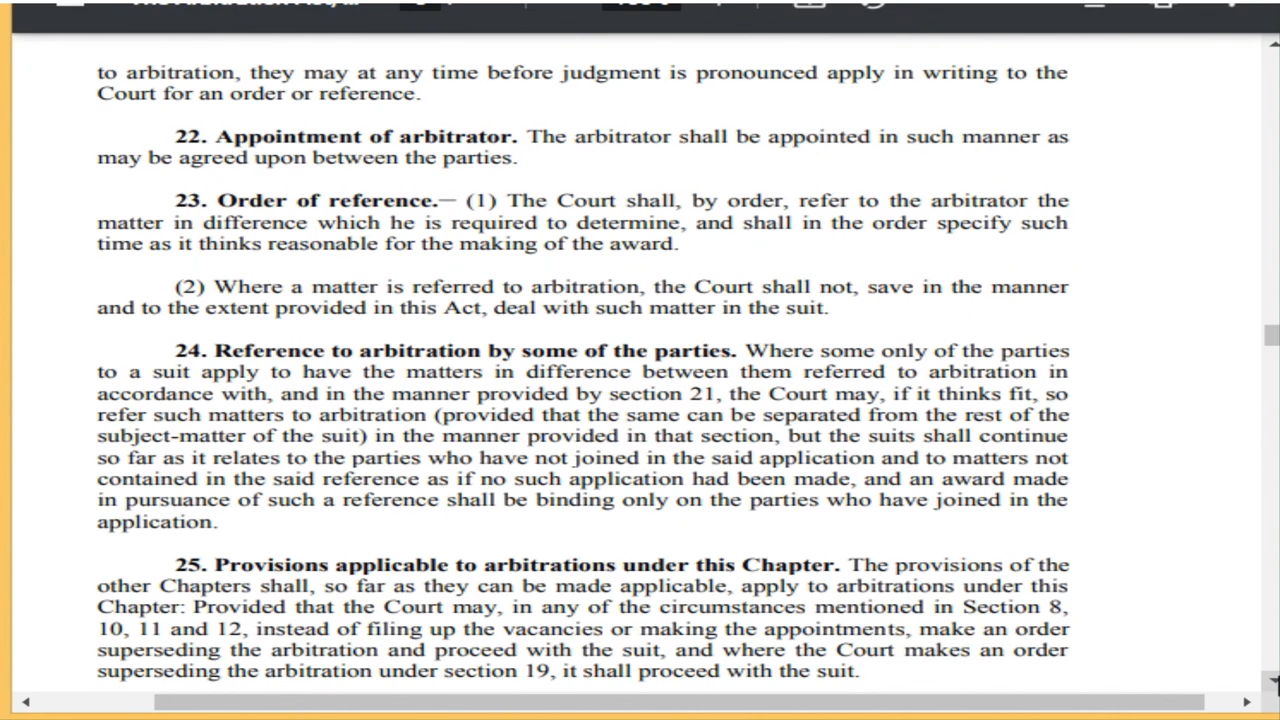 to arbitration, they may at any time before judgment is pronounced apply in writing to the
Court for an order or reference.
22. Appointment of arbitrator. The arbitrator shall be appointed in such manner as
may be agreed upon between the parties.
23. Order of reference.— (1) The Court shall, by order, refer to the arbitrator the
matter in difference which he is required to determine, and shall in the order specify such
time as it thinks reasonable for the making of the award.
(2) Where a matter is referred to arbitration, the Court shall not, save in the manner
and to the extent provided in this Act, deal with such matter in the suit.
24. Reference to arbitration by some of the parties. Where some only of the parties
to a suit apply to have the matters in difference between them referred to arbitration in
accordance with, and in the manner provided by section 21, the Court may, if it thinks fit, so
refer such matters to arbitration (provided that the same can be separated from the rest of the
subject-matter of the suit) in the manner provided in that section, but the suits shall continue
so far as it relates to the parties who have not joined in the said application and to matters not
contained in the said reference as if no such application had been made, and an award made
in pursuance of such a reference shall be binding only on the parties who have joined in the
application.
25. Provisions applicable to arbitrations under this Chapter. The provisions of the
other Chapters shall, so far as they can be made applicable, apply to arbitrations under this
Chapter: Provided that the Court may, in any of the circumstances mentioned in Section 8,
10, 11 and 12, instead of filing up the vacancies or making the appointments, make an order
superseding the arbitration and proceed with the suit, and where the Court makes an order
superseding the arbitration under section 19, it shall proceed with the suit.